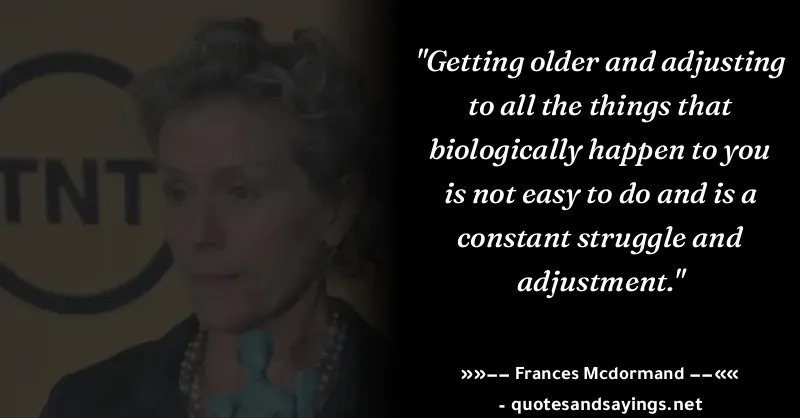 TNT
"Getting older and adjusting
to all the things that
biologically happen to you
is not easy to do and is a
constant struggle and
adjustment."
»»−− Frances Mcdormand −−««
- quotesandsayings.net